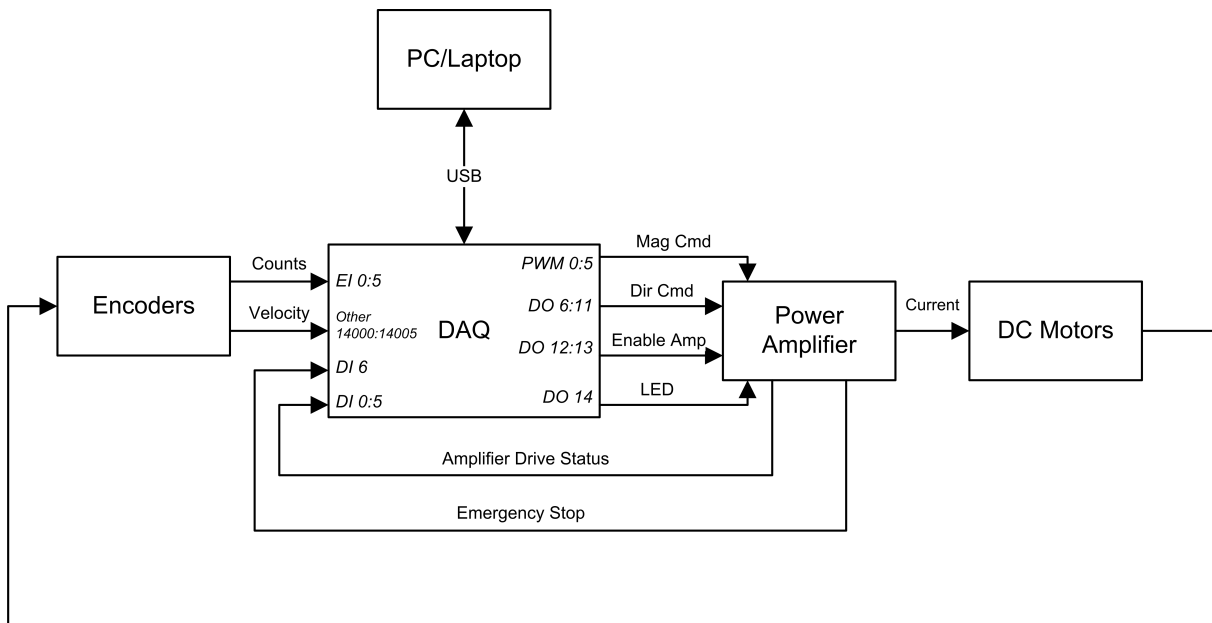 PC/Laptop
USB
Mag Cmd
Counts
PWM 0:5
EI 0:5
Dir Cmd
Encoders
DO 6:11
Power
Amplifier
Current
DC Motors
Velocity
Other
14000:14005
DAQ
DO 12:13
Enable Amp
DI 6
DO 14
LED
DI 0:5
Amplifier Drive Status
Emergency Stop